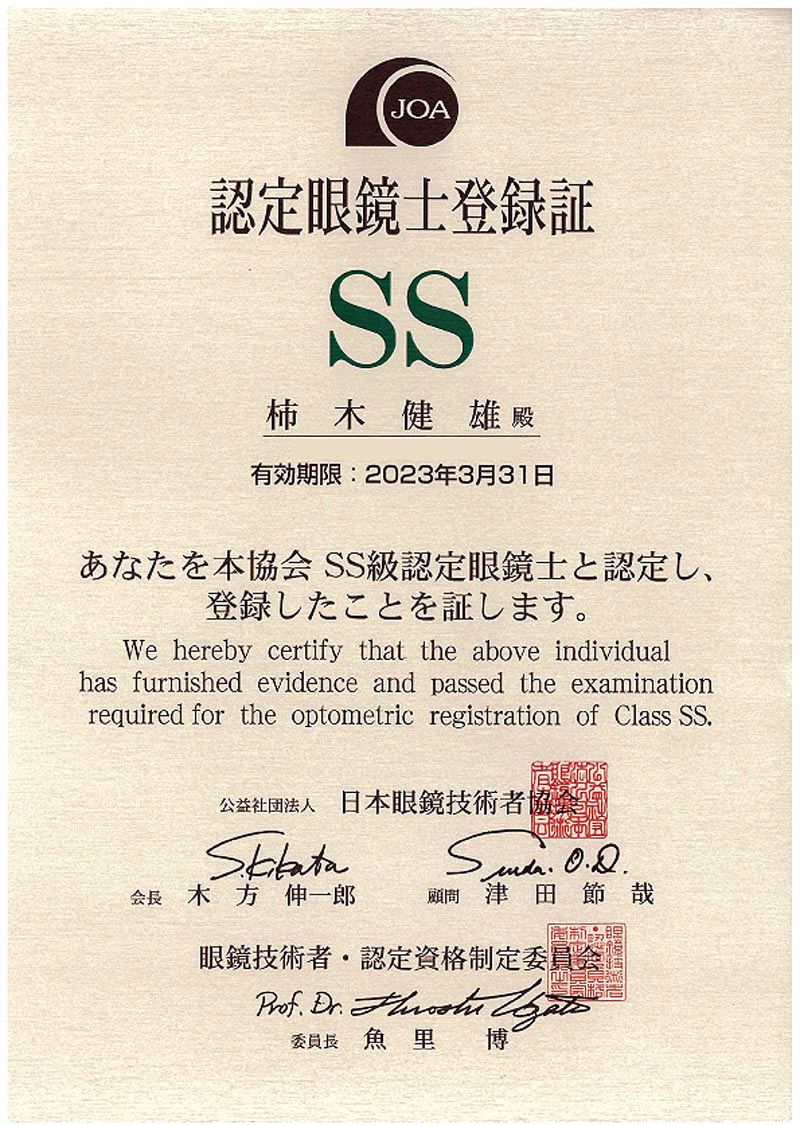 JOA
認定眼鏡士登録証
SS
柿木健雄殿
有効期限：2023年3月31日
あなたを本協会 SS級認定眼鏡士と認定し、
登録したことを証します。
We hereby certify that the above individual
has furnished evidence and passed the examination
required for the optometric registration of Class SS.
公益社団法人 日本眼鏡技術者協会
S.Kikata Suda. O.D.
会長 木方伸一郎 顧問 津田節哉
眼鏡技術者・認定資格制定委員会
Prof. Dr. Hiroshi Uozato
委員長 魚里 博